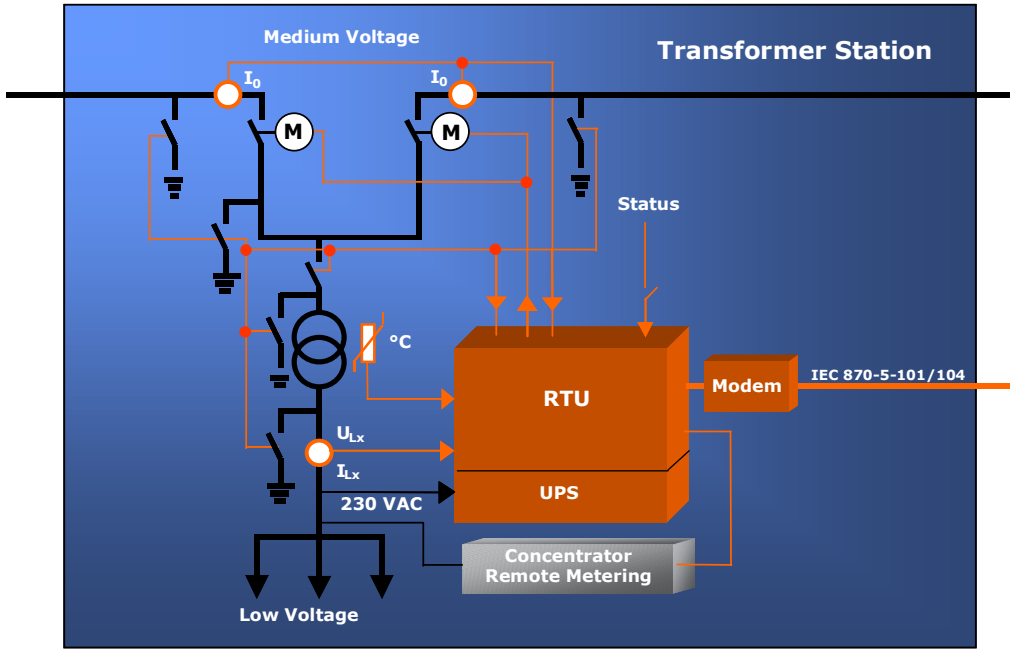 Medium Voltage
Transformer Station
I0
I0
M
M
Status
°C
IEC 870-5-101/104
Modem
RTU
ULx
ILx
230 VAC
UPS
Concentrator
Remote Metering
Low Voltage